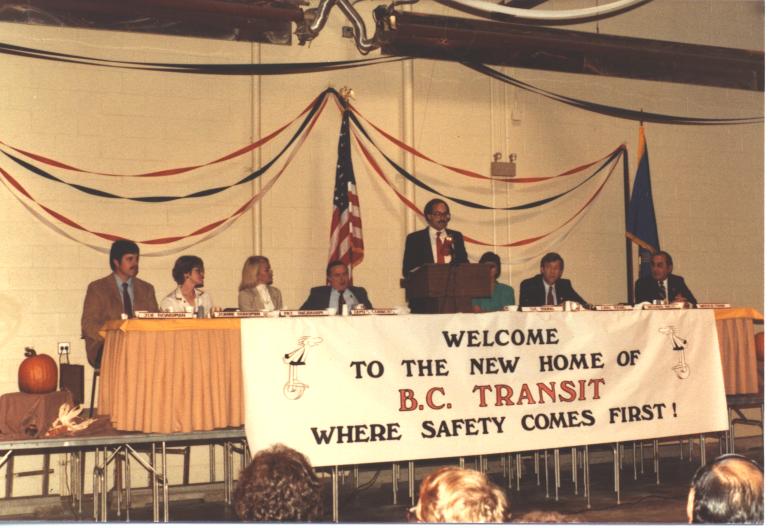 WELCOME
TO THE NEW HOME OF
B.C. TRANSIT
WHERE SAFETY COMES FIRST!